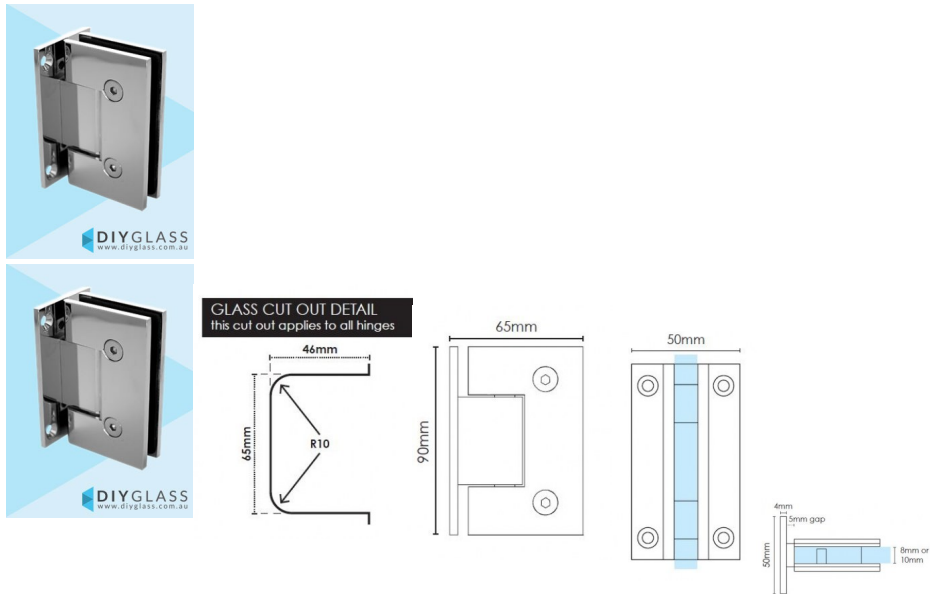 DIYGLASS
www.diyglass.com.au
DIYGLASS
www.diyglass.com.au
GLASS CUT OUT DETAIL
this cut out applies to all hinges
46mm
65mm
R10
65mm
90mm
50mm
4mm
5mm gap
50mm
8mm or
10mm